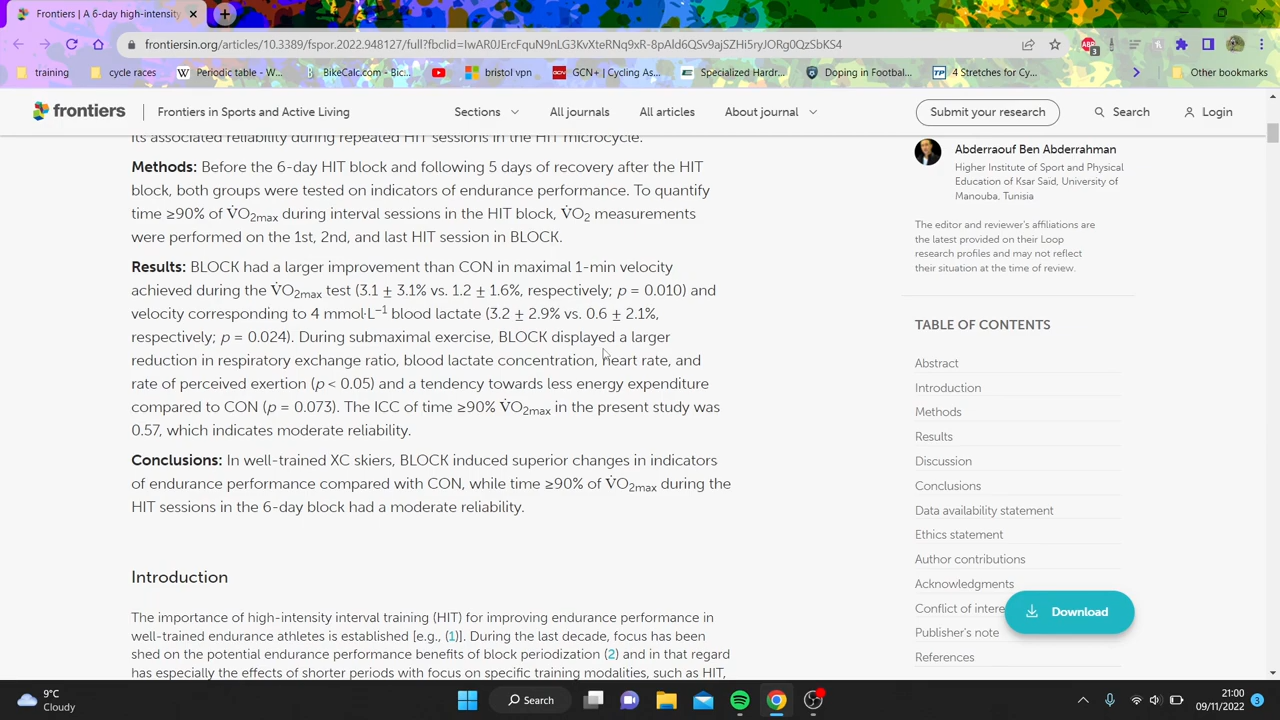 Frontiers | A 6-day high-intensity
frontiersin.org/articles/10.3389/fspor.2022.948127/full?fbclid=IwAR0JErcFquN9nLG3KvXteRNq9xR-8pAld6QSv9ajSZHi5ryJORg0Qz9sKS4
3
training
cycle races
Periodic table - W...
BikeCalc.com - Bic...
bristol vpn
GCN+ | Cycling As...
Specialized Hardr...
Doping in Football...
4 Stretches for Cy...
Other bookmarks
frontiers
Frontiers in Sports and Active Living
Sections
All journals
All articles
About journal
Submit your research
Search
Login
its associated reliability during repeated HIT sessions in the HIT microcycle.
Methods: Before the 6-day HIT block and following 5 days of recovery after the HIT
block, both groups were tested on indicators of endurance performance. To quantify
time ≥90% of V̇O2max during interval sessions in the HIT block, V̇O2 measurements
were performed on the 1st, 2nd, and last HIT session in BLOCK.
Results: BLOCK had a larger improvement than CON in maximal 1-min velocity
achieved during the V̇O2max test (3.1 ± 3.1% vs. 1.2 ± 1.6%, respectively; p = 0.010) and
velocity corresponding to 4 mmol·L−1 blood lactate (3.2 ± 2.9% vs. 0.6 ± 2.1%,
respectively; p = 0.024). During submaximal exercise, BLOCK displayed a larger
reduction in respiratory exchange ratio, blood lactate concentration, heart rate, and
rate of perceived exertion (p < 0.05) and a tendency towards less energy expenditure
compared to CON (p = 0.073). The ICC of time ≥90% V̇O2max in the present study was
0.57, which indicates moderate reliability.
Conclusions: In well-trained XC skiers, BLOCK induced superior changes in indicators
of endurance performance compared with CON, while time ≥90% of V̇O2max during the
HIT sessions in the 6-day block had a moderate reliability.
Introduction
The importance of high-intensity interval training (HIT) for improving endurance performance in
well-trained endurance athletes is established [e.g., (1)]. During the last decade, focus has been
shed on the potential endurance performance benefits of block periodization (2) and in that regard
has especially the effects of shorter periods with focus on specific training modalities, such as HIT,
Abderraouf Ben Abderrahman
Higher Institute of Sport and Physical
Education of Ksar Saïd, University of
Manouba, Tunisia
The editor and reviewer's affiliations are
the latest provided on their Loop
research profiles and may not reflect
their situation at the time of review.
TABLE OF CONTENTS
Abstract
Introduction
Methods
Results
Discussion
Conclusions
Data availability statement
Ethics statement
Author contributions
Acknowledgments
Conflict of intere
Publisher's note
References
Download
9°C
Cloudy
Search
21:00
09/11/2022
3